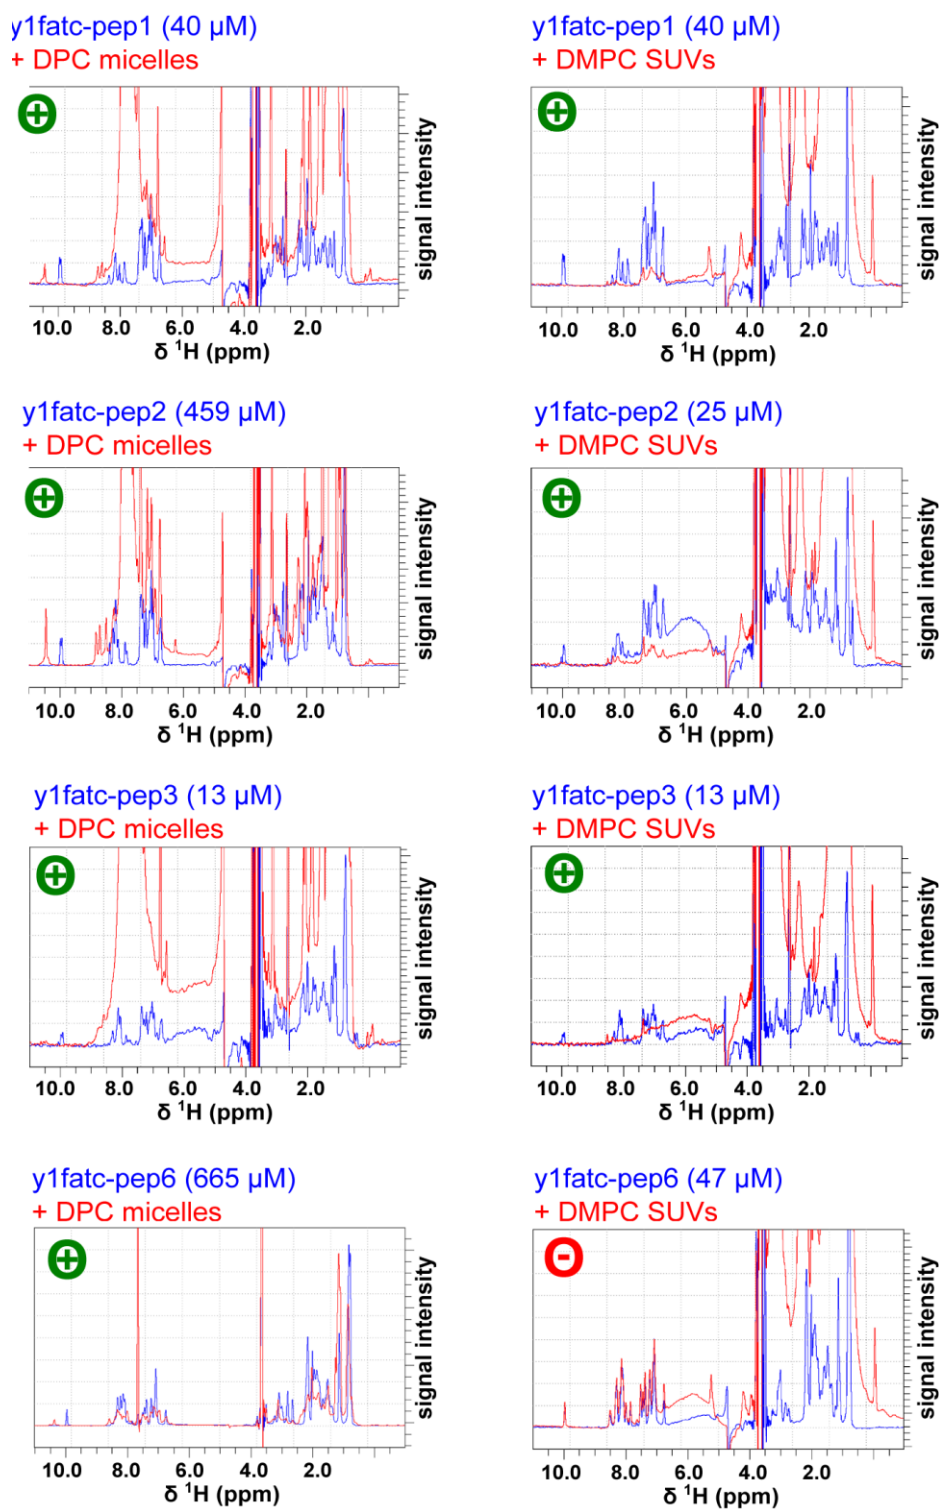 y1fatc-pep1 (40 µM)
+ DPC micelles
y1fatc-pep1 (40 µM)
+ DMPC SUVs
+
signal intensity
+
signal intensity
10.0 8.0 6.0 4.0 2.0
δ ¹H (ppm)
10.0 8.0 6.0 4.0 2.0
δ ¹H (ppm)
y1fatc-pep2 (459 µM)
+ DPC micelles
y1fatc-pep2 (25 µM)
+ DMPC SUVs
+
signal intensity
+
signal intensity
10.0 8.0 6.0 4.0 2.0
δ ¹H (ppm)
10.0 8.0 6.0 4.0 2.0
δ ¹H (ppm)
y1fatc-pep3 (13 µM)
+ DPC micelles
y1fatc-pep3 (13 µM)
+ DMPC SUVs
+
signal intensity
+
signal intensity
10.0 8.0 6.0 4.0 2.0
δ ¹H (ppm)
10.0 8.0 6.0 4.0 2.0
δ ¹H (ppm)
y1fatc-pep6 (665 µM)
+ DPC micelles
y1fatc-pep6 (47 µM)
+ DMPC SUVs
+
signal intensity
-
signal intensity
10.0 8.0 6.0 4.0 2.0
δ ¹H (ppm)
10.0 8.0 6.0 4.0 2.0
δ ¹H (ppm)